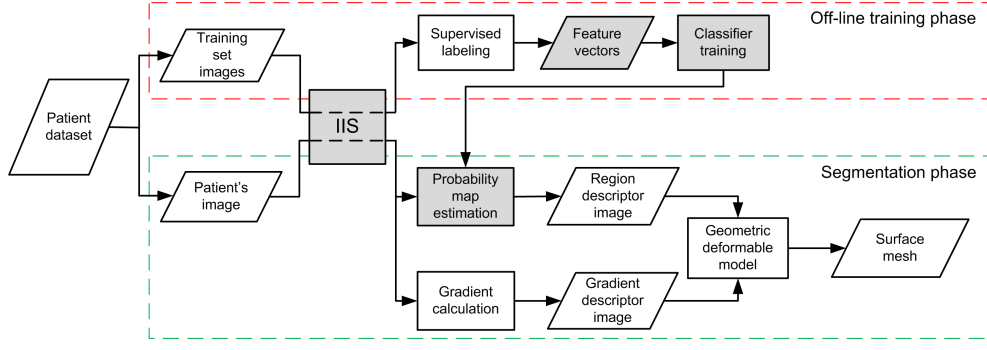 Off-line training phase
Training
set
images
Supervised
labeling
Feature
vectors
Classifier
training
Patient
dataset
IIS
Segmentation phase
Patient's
image
Probability
map
estimation
Region
descriptor
image
Geometric
deformable
model
Surface
mesh
Gradient
calculation
Gradient
descriptor
image